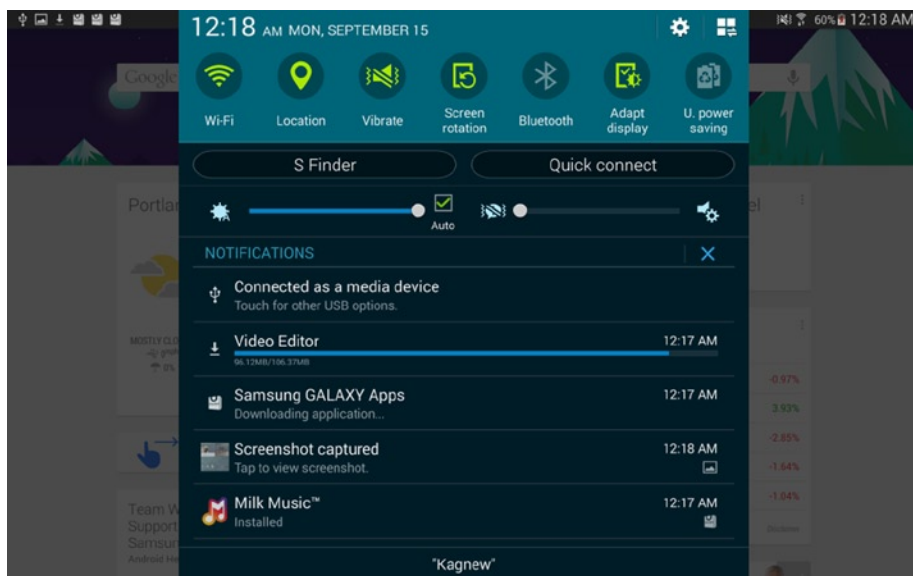 60% 12:18 AM
12:18 AM MON, SEPTEMBER 15
Google
Wi-Fi
Location
Vibrate
Screen
rotation
Bluetooth
Adapt
display
U. power
saving
S Finder
Quick connect
Portlan
Auto
NOTIFICATIONS
Connected as a media device
Touch for other USB options.
Video Editor
12:17 AM
96.12MB/106.37MB
MOSTLY CLO
Samsung GALAXY Apps
12:17 AM
Downloading application...
-0.97%
3.93%
-2.85%
-1.64%
-1.04%
Screenshot captured
12:18 AM
Tap to view screenshot.
Milk Music™
12:17 AM
Installed
Team W
Support
Samsun
Android He
"Kagnew"